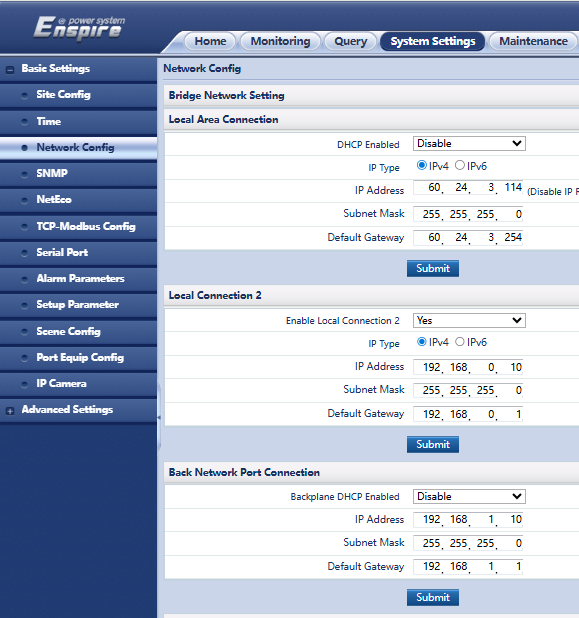 e power system
Enspire
Home
Monitoring
Query
System Settings
Maintenance
Basic Settings
Site Config
Time
Network Config
SNMP
NetEco
TCP-Modbus Config
Serial Port
Alarm Parameters
Setup Parameter
Scene Config
Port Equip Config
IP Camera
Advanced Settings
Network Config
Bridge Network Setting
Local Area Connection
DHCP Enabled Disable
IP Type IPv4 IPv6
IP Address 60. 24. 3. 114 (Disable IP
Subnet Mask 255. 255. 255. 0
Default Gateway 60. 24. 3. 254
Submit
Local Connection 2
Enable Local Connection 2 Yes
IP Type IPv4 IPv6
IP Address 192. 168. 0. 10
Subnet Mask 255. 255. 255. 0
Default Gateway 192. 168. 0. 1
Submit
Back Network Port Connection
Backplane DHCP Enabled Disable
IP Address 192. 168. 1. 10
Subnet Mask 255. 255. 255. 0
Default Gateway 192. 168. 1. 1
Submit